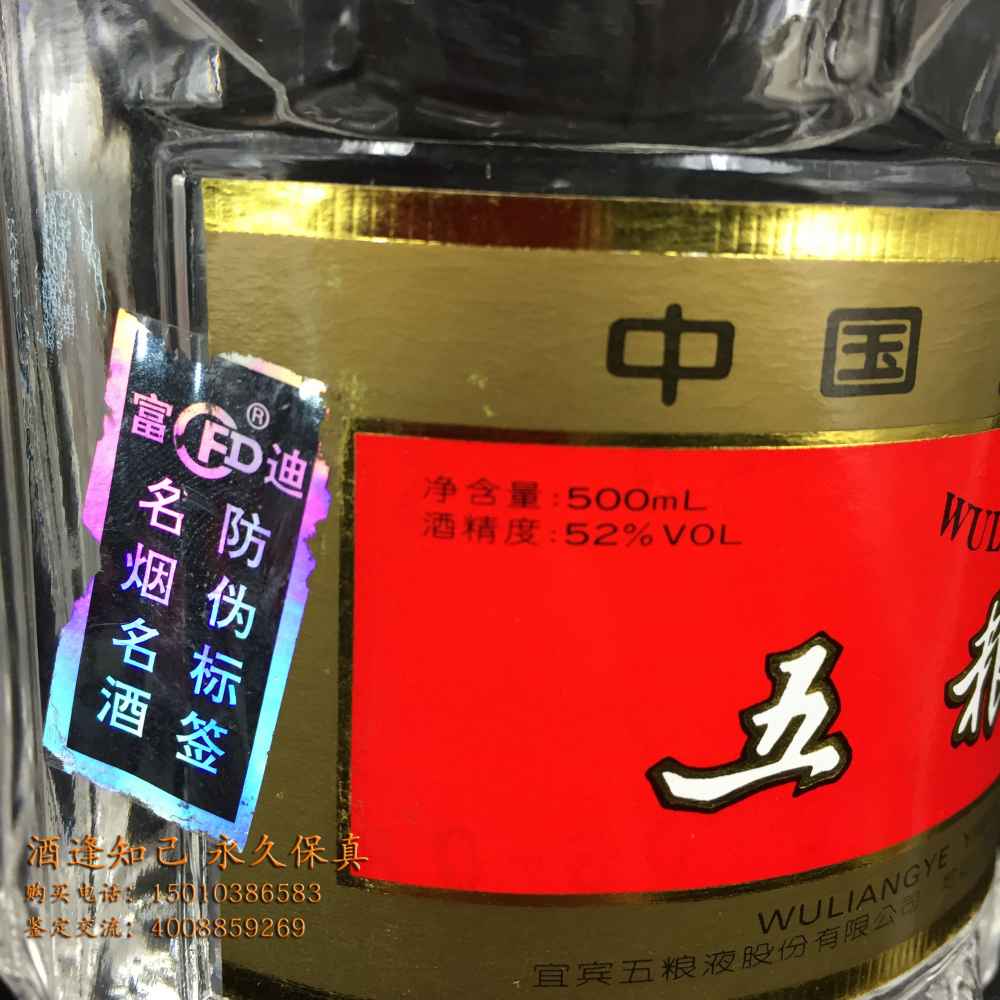 中国
净含量:500mL
酒精度:52%VOL
五粮
WULIANGYE
宜宾五粮液股份有限公司
富 FD® 迪
防伪标签
名烟名酒
酒逢知己 永久保真
购买电话: 15010386583
鉴定交流: 4008859269